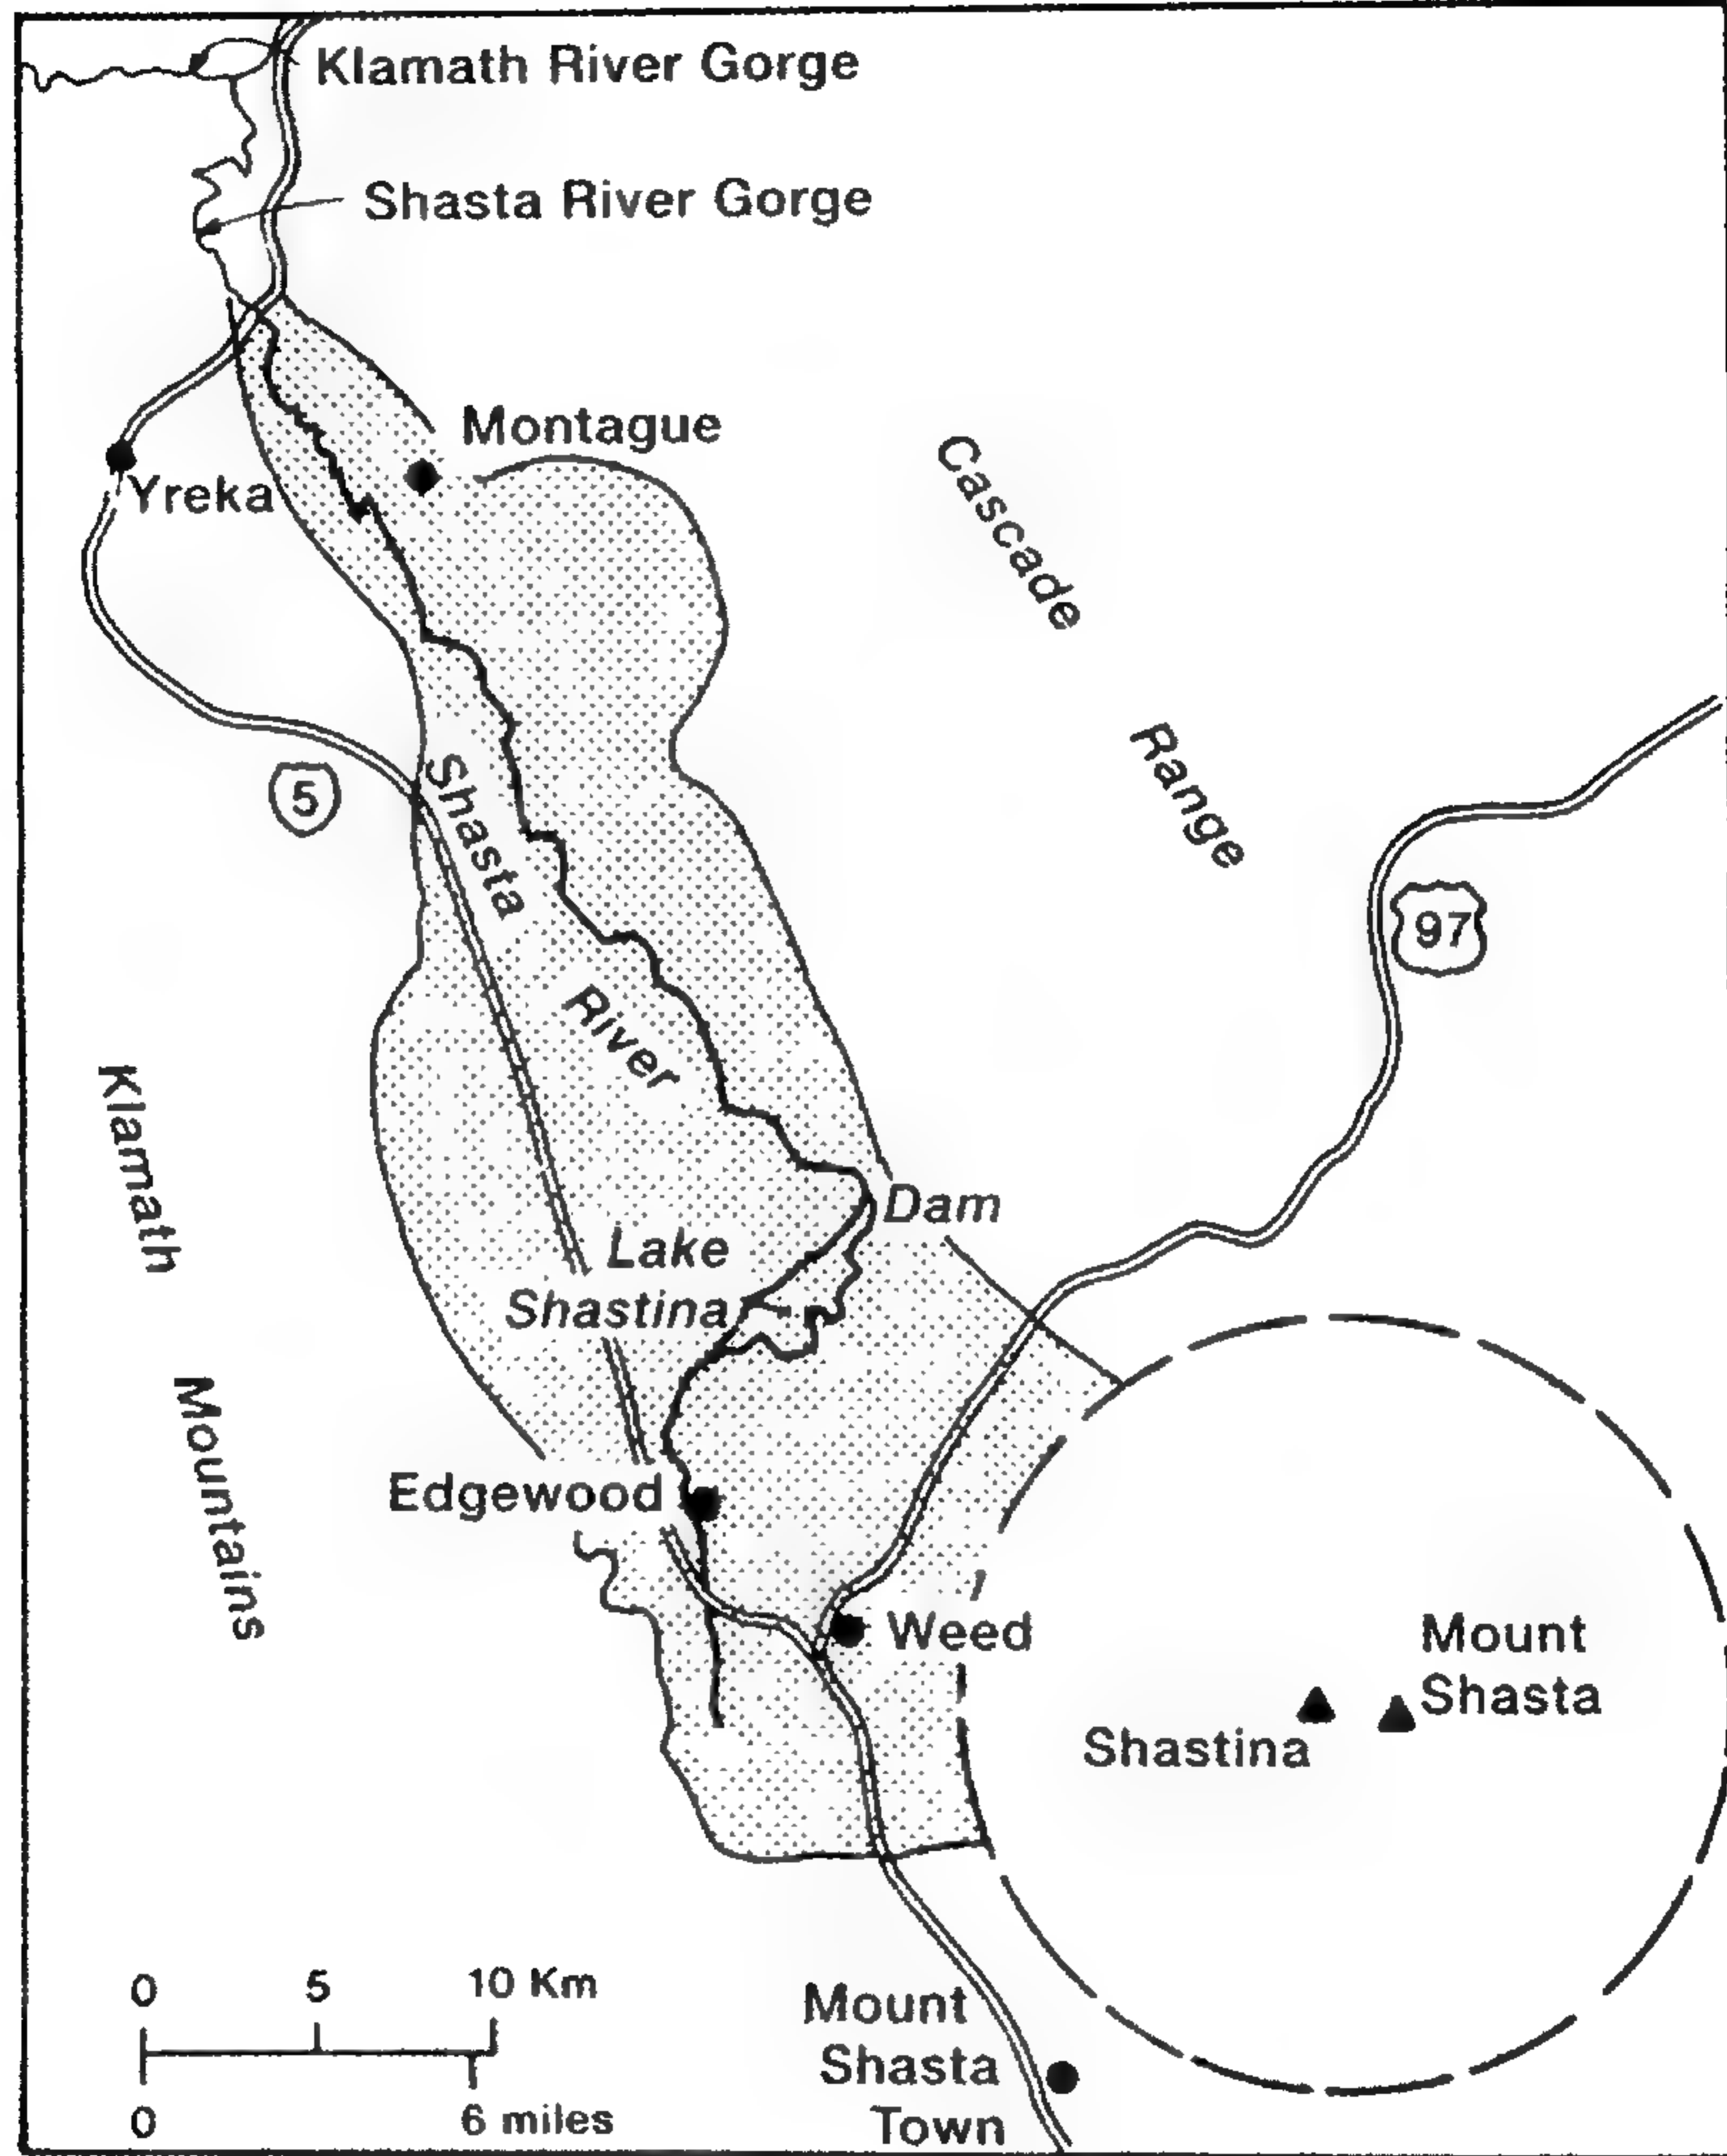 Klamath River Gorge
Shasta River Gorge
Montague
Yreka
Cascade
Range
5
Shasta
River
97
Klamath
Mountains
Dam
Lake
Shastina
Edgewood
Weed
Mount
Shasta
Shastina
0 5 10 Km
0 6 miles
Mount
Shasta
Town